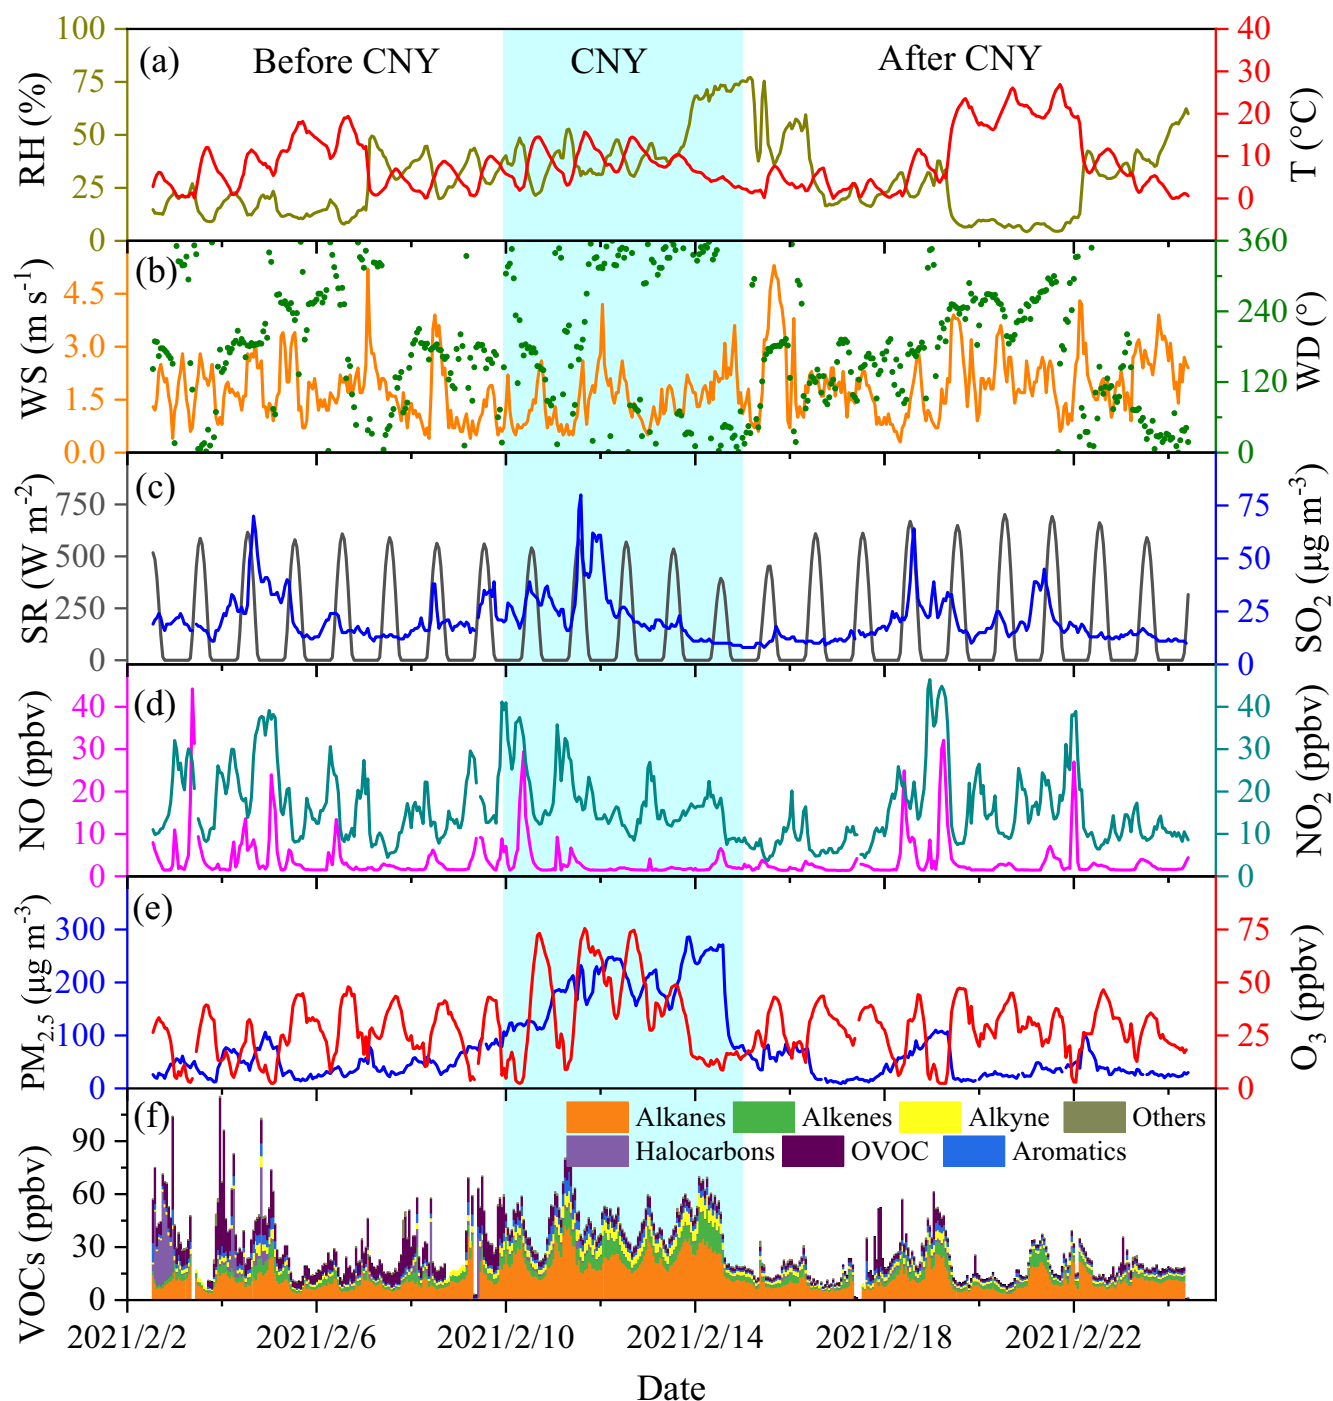 (a) Before CNY CNY After CNY
RH (%)
100
75
50
25
0
T (°C)
40
30
20
10
0
(b)
WS (m s-1)
4.5
3.0
1.5
0.0
WD (°)
360
240
120
0
(c)
SR (W m-2)
750
500
250
0
SO2 (µg m-3)
75
50
25
0
(d)
NO (ppbv)
40
30
20
10
0
NO2 (ppbv)
40
30
20
10
0
(e)
PM2.5 (µg m-3)
300
200
100
0
O3 (ppbv)
75
50
25
0
(f)
VOCs (ppbv)
90
60
30
0
Alkanes Alkenes Alkyne Others
Halocarbons OVOC Aromatics
2021/2/2 2021/2/6 2021/2/10 2021/2/14 2021/2/18 2021/2/22
Date